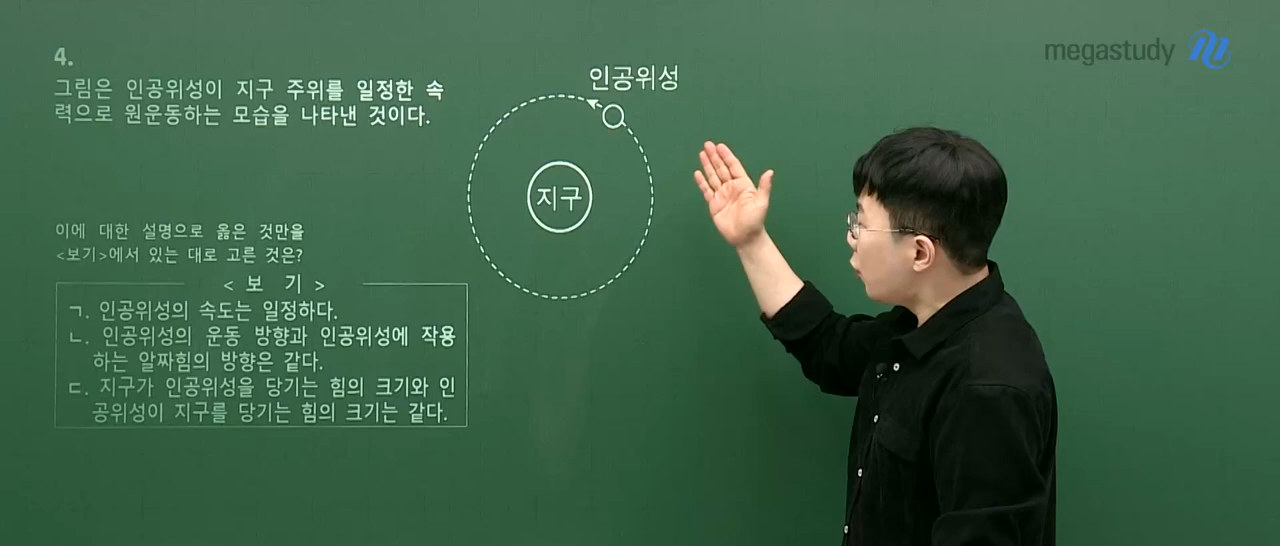 megastudy
4.
그림은 인공위성이 지구 주위를 일정한 속
력으로 원운동하는 모습을 나타낸 것이다.
인공위성
지구
이에 대한 설명으로 옳은 것만을
<보기>에서 있는 대로 고른 것은?
< 보 기 >
ㄱ. 인공위성의 속도는 일정하다.
ㄴ. 인공위성의 운동 방향과 인공위성에 작용
하는 알짜힘의 방향은 같다.
ㄷ. 지구가 인공위성을 당기는 힘의 크기와 인
공위성이 지구를 당기는 힘의 크기는 같다.